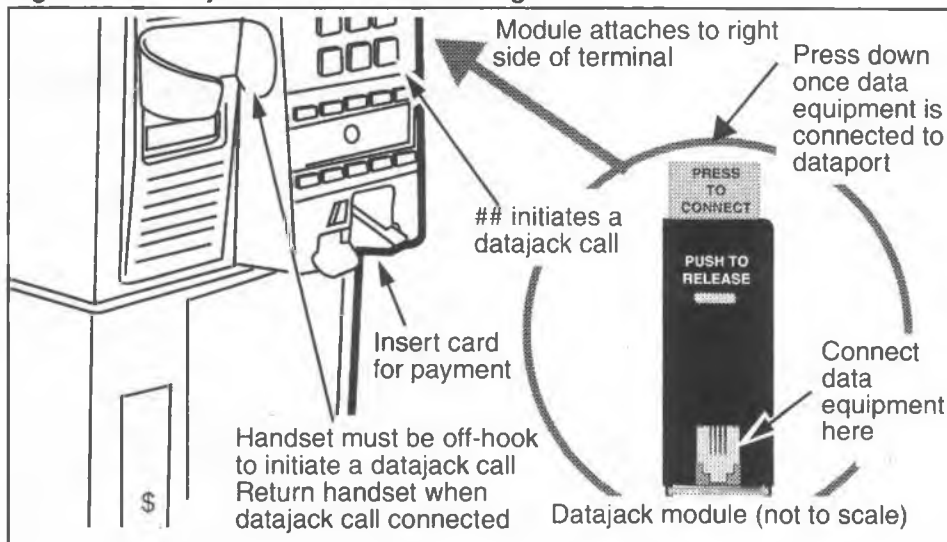 Module attaches to right
side of terminal
Press down
once data
equipment is
connected to
dataport
PRESS
TO
CONNECT
## initiates a
datajack call
PUSH TO
RELEASE
Insert card
for payment
Connect
data
equipment
here
Handset must be off-hook
to initiate a datajack call
Return handset when
datajack call connected
$
Datajack module (not to scale)